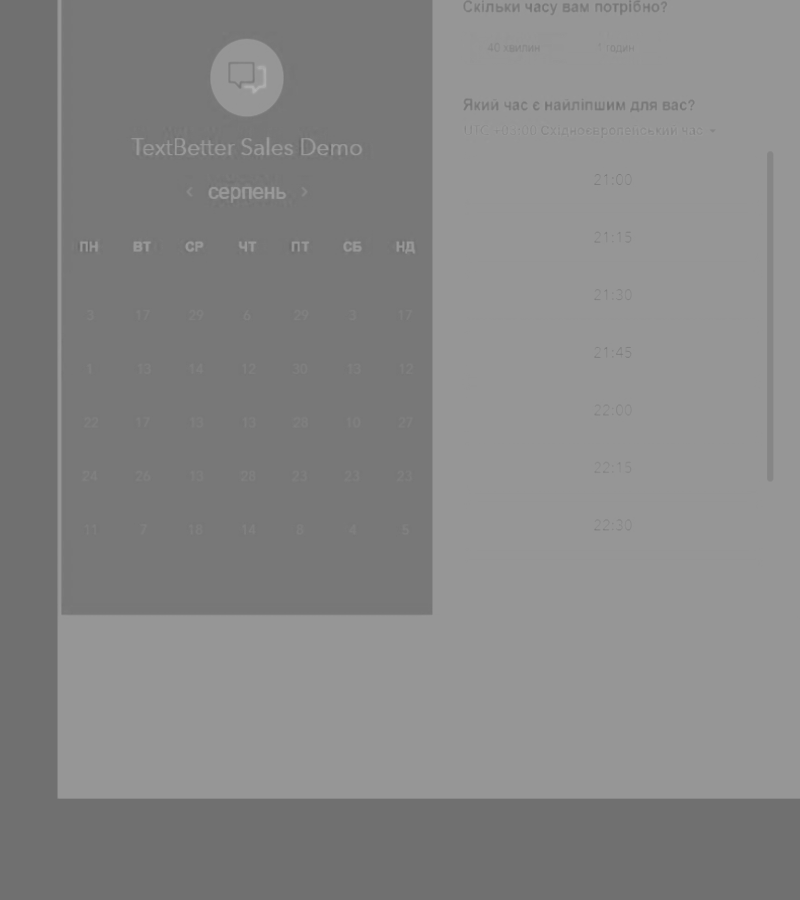 TextBetter Sales Demo
‹ серпень ›
ПН ВТ СР ЧТ ПТ СБ НД
3 17 29 6 29 3 17
1 13 14 12 30 13 12
22 17 13 13 28 10 27
24 26 13 28 23 23 23
11 7 18 14 8 4 5
Скільки часу вам потрібно?
40 хвилин 1 годин
Який час є найліпшим для вас?
UTC +03:00 Східноєвропейський час
21:00
21:15
21:30
21:45
22:00
22:15
22:30